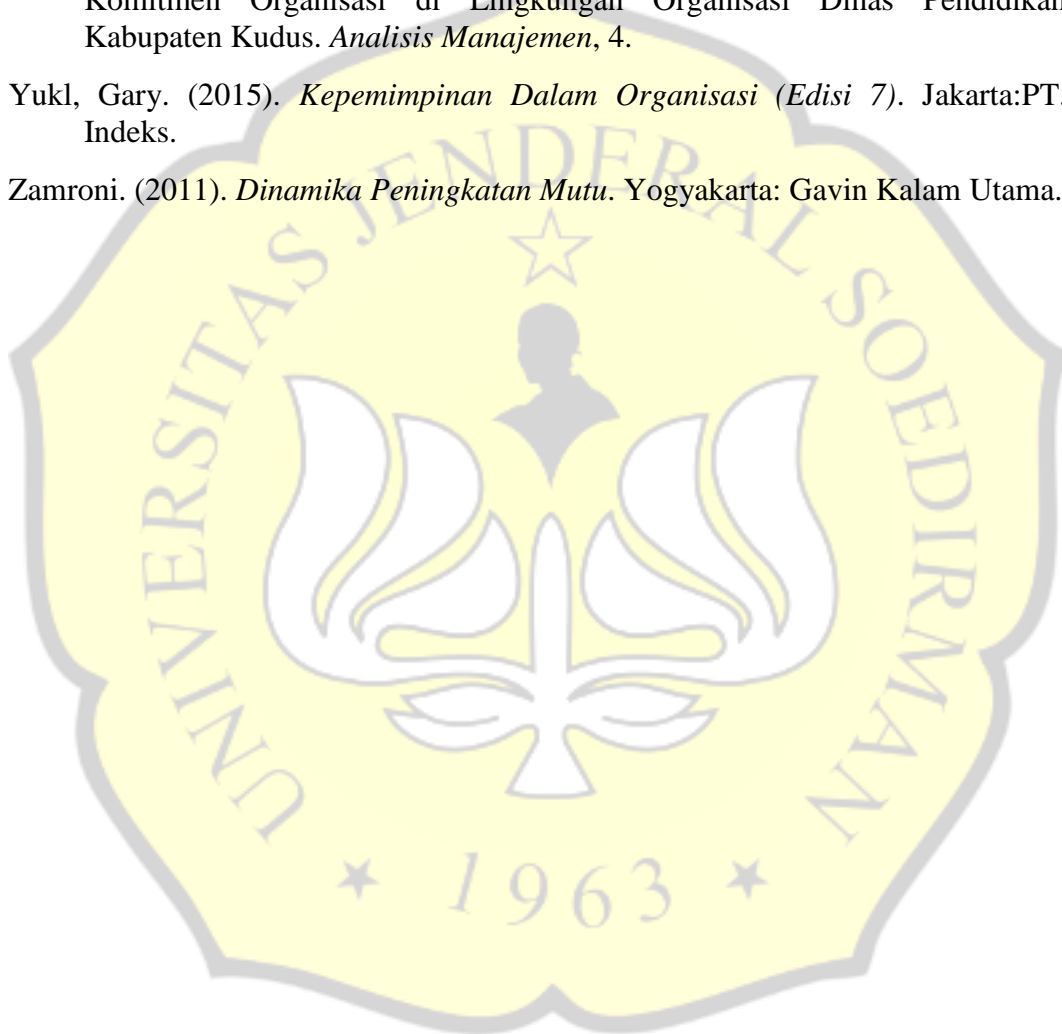 Komitmen Organisasi di Lingkungan Organisasi Dinas Pendidikan
Kabupaten Kudus. Analisis Manajemen, 4.
Yukl, Gary. (2015). Kepemimpinan Dalam Organisasi (Edisi 7). Jakarta:PT.
Indeks.
Zamroni. (2011). Dinamika Peningkatan Mutu. Yogyakarta: Gavin Kalam Utama.
UNIVERSITAS JENDERAL SOEDIRMAN
1963